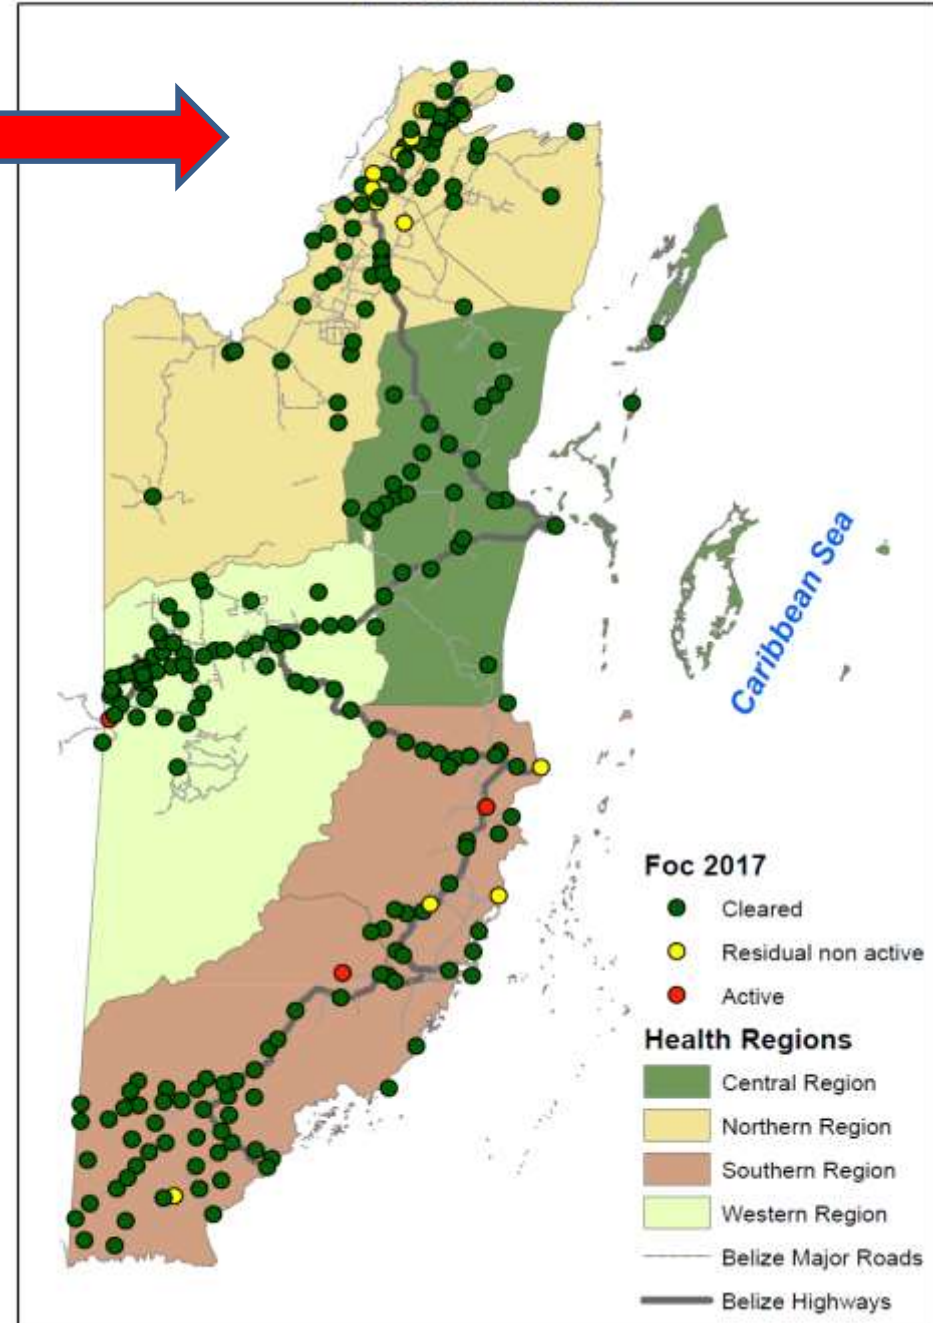 Caribbean Sea
Foc 2017
Cleared
Residual non active
Active
Health Regions
Central Region
Northern Region
Southern Region
Western Region
Belize Major Roads
Belize Highways